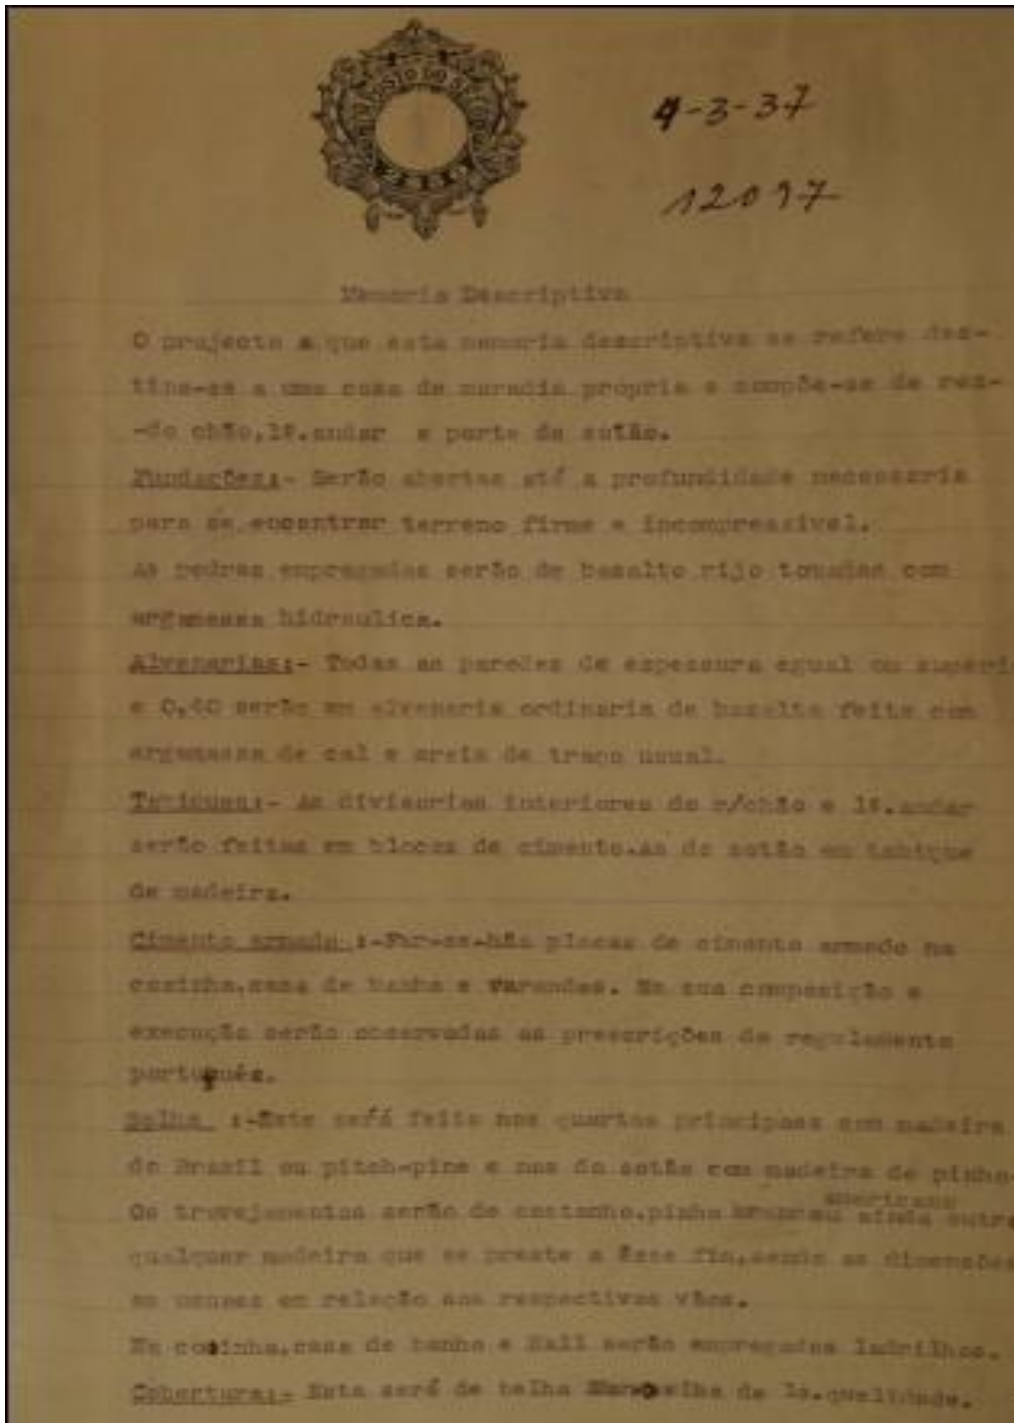 4-3-37
12097
Memoria Descriptiva
O projecto a que esta memoria descriptiva se refere des-
tina-se a uma casa de moradia propria e compõe-se de rez-
-do chão,1º.andar e parte de sotão.
Fundações:- Serão abertas até a profundidade necessaria
para se encontrar terreno firme e incompressivel.
As pedras empregadas serão de basalto rijo tomadas com
argamassa hidraulica.
Alvenarias:- Todas as paredes de espessura egual ou superio
a 0,40 serão em alvenaria ordinaria de basalto feita com
argamassa de cal e areia de traço usual.
Tabiques:- As divisorias interiores do r/chão e 1º.andar
serão feitas em blocos de cimento.As do sotão em tabique
de madeira.
Cimento armado :-Far-se-hão placas de cimento armado na
cozinha,casa de banho e Varandas. Na sua composição e
execução serão observadas as prescrições do regulamento
português.
:-Este será feito nos quartos principaes com madeira
do Brasil ou pitch-pine e nos do sotão com madeira de pinho
americano
Os travejamentos serão de castanho,pinho ou ainda outra
qualquer madeira que se preste a êsse fim,sendo as dimensões
as usuaes em relação aos respectivos vãos.
Na cozinha,casa de banho e Hall serão empregados ladrilhos.
Cobertura:- Esta será de telha Marselha de 1a.qualidade.